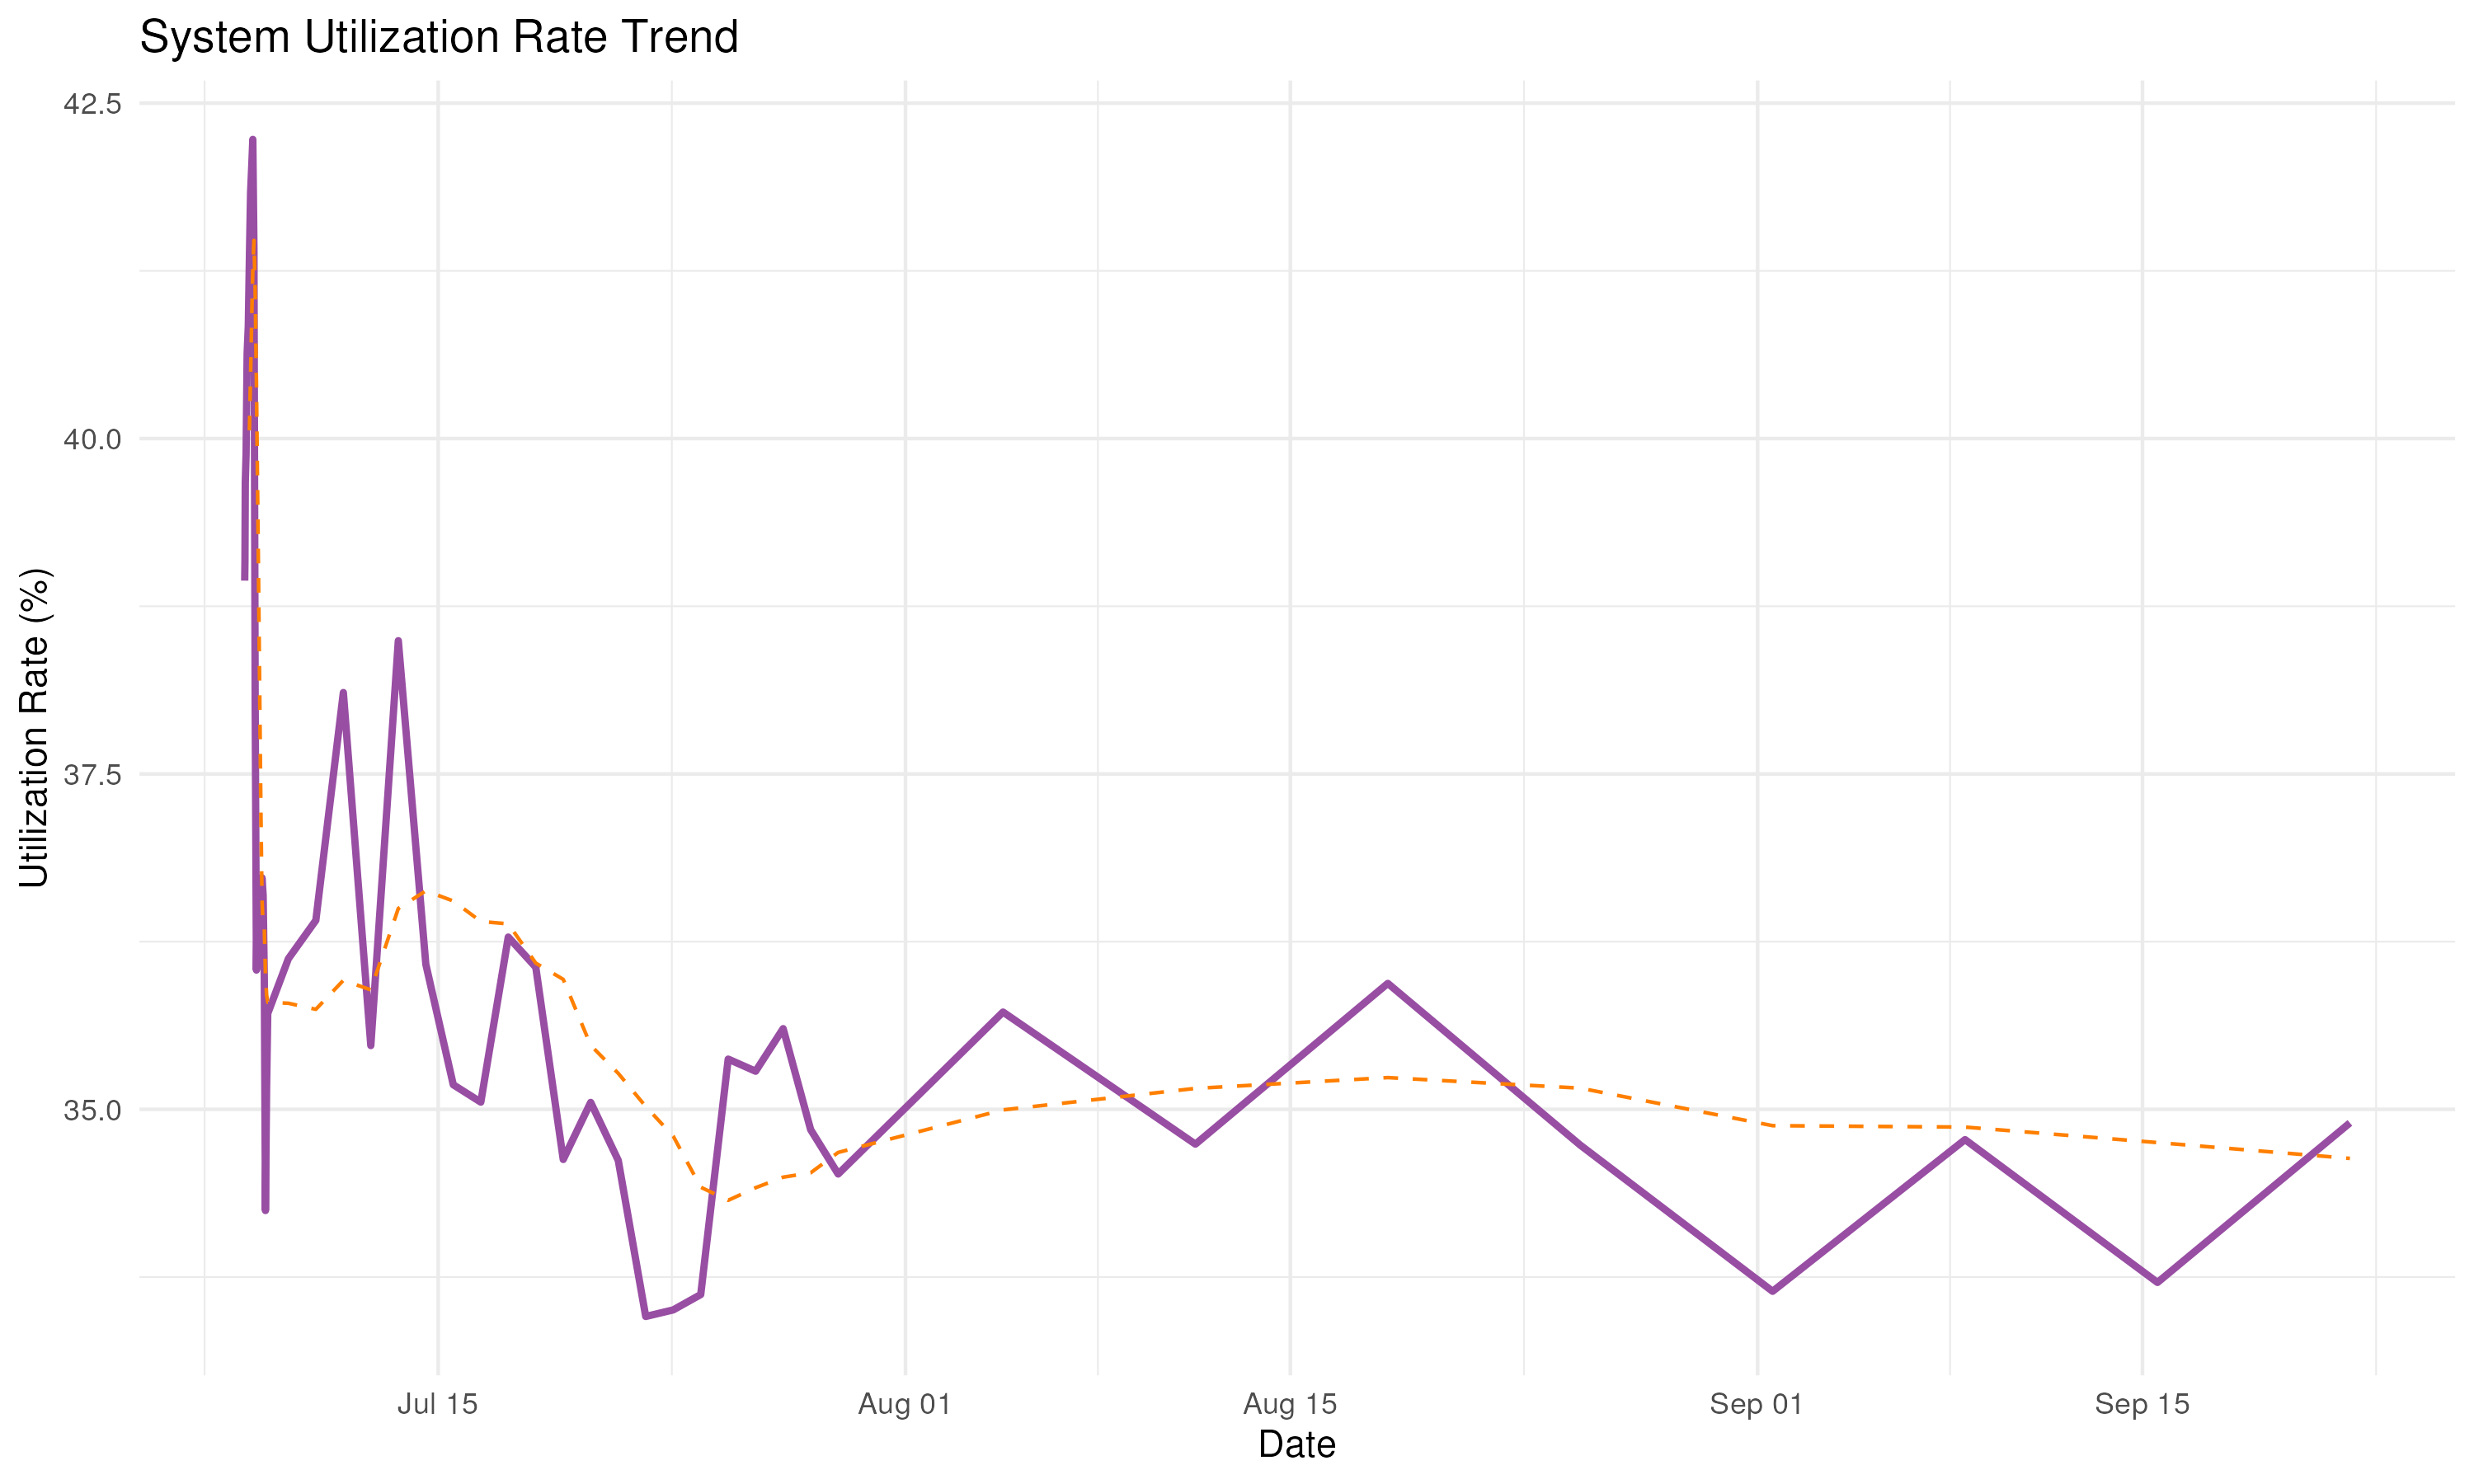 System Utilization Rate Trend
42.5
40.0
37.5
35.0
Utilization Rate (%)
Jul 15
Aug 01
Aug 15
Sep 01
Sep 15
Date